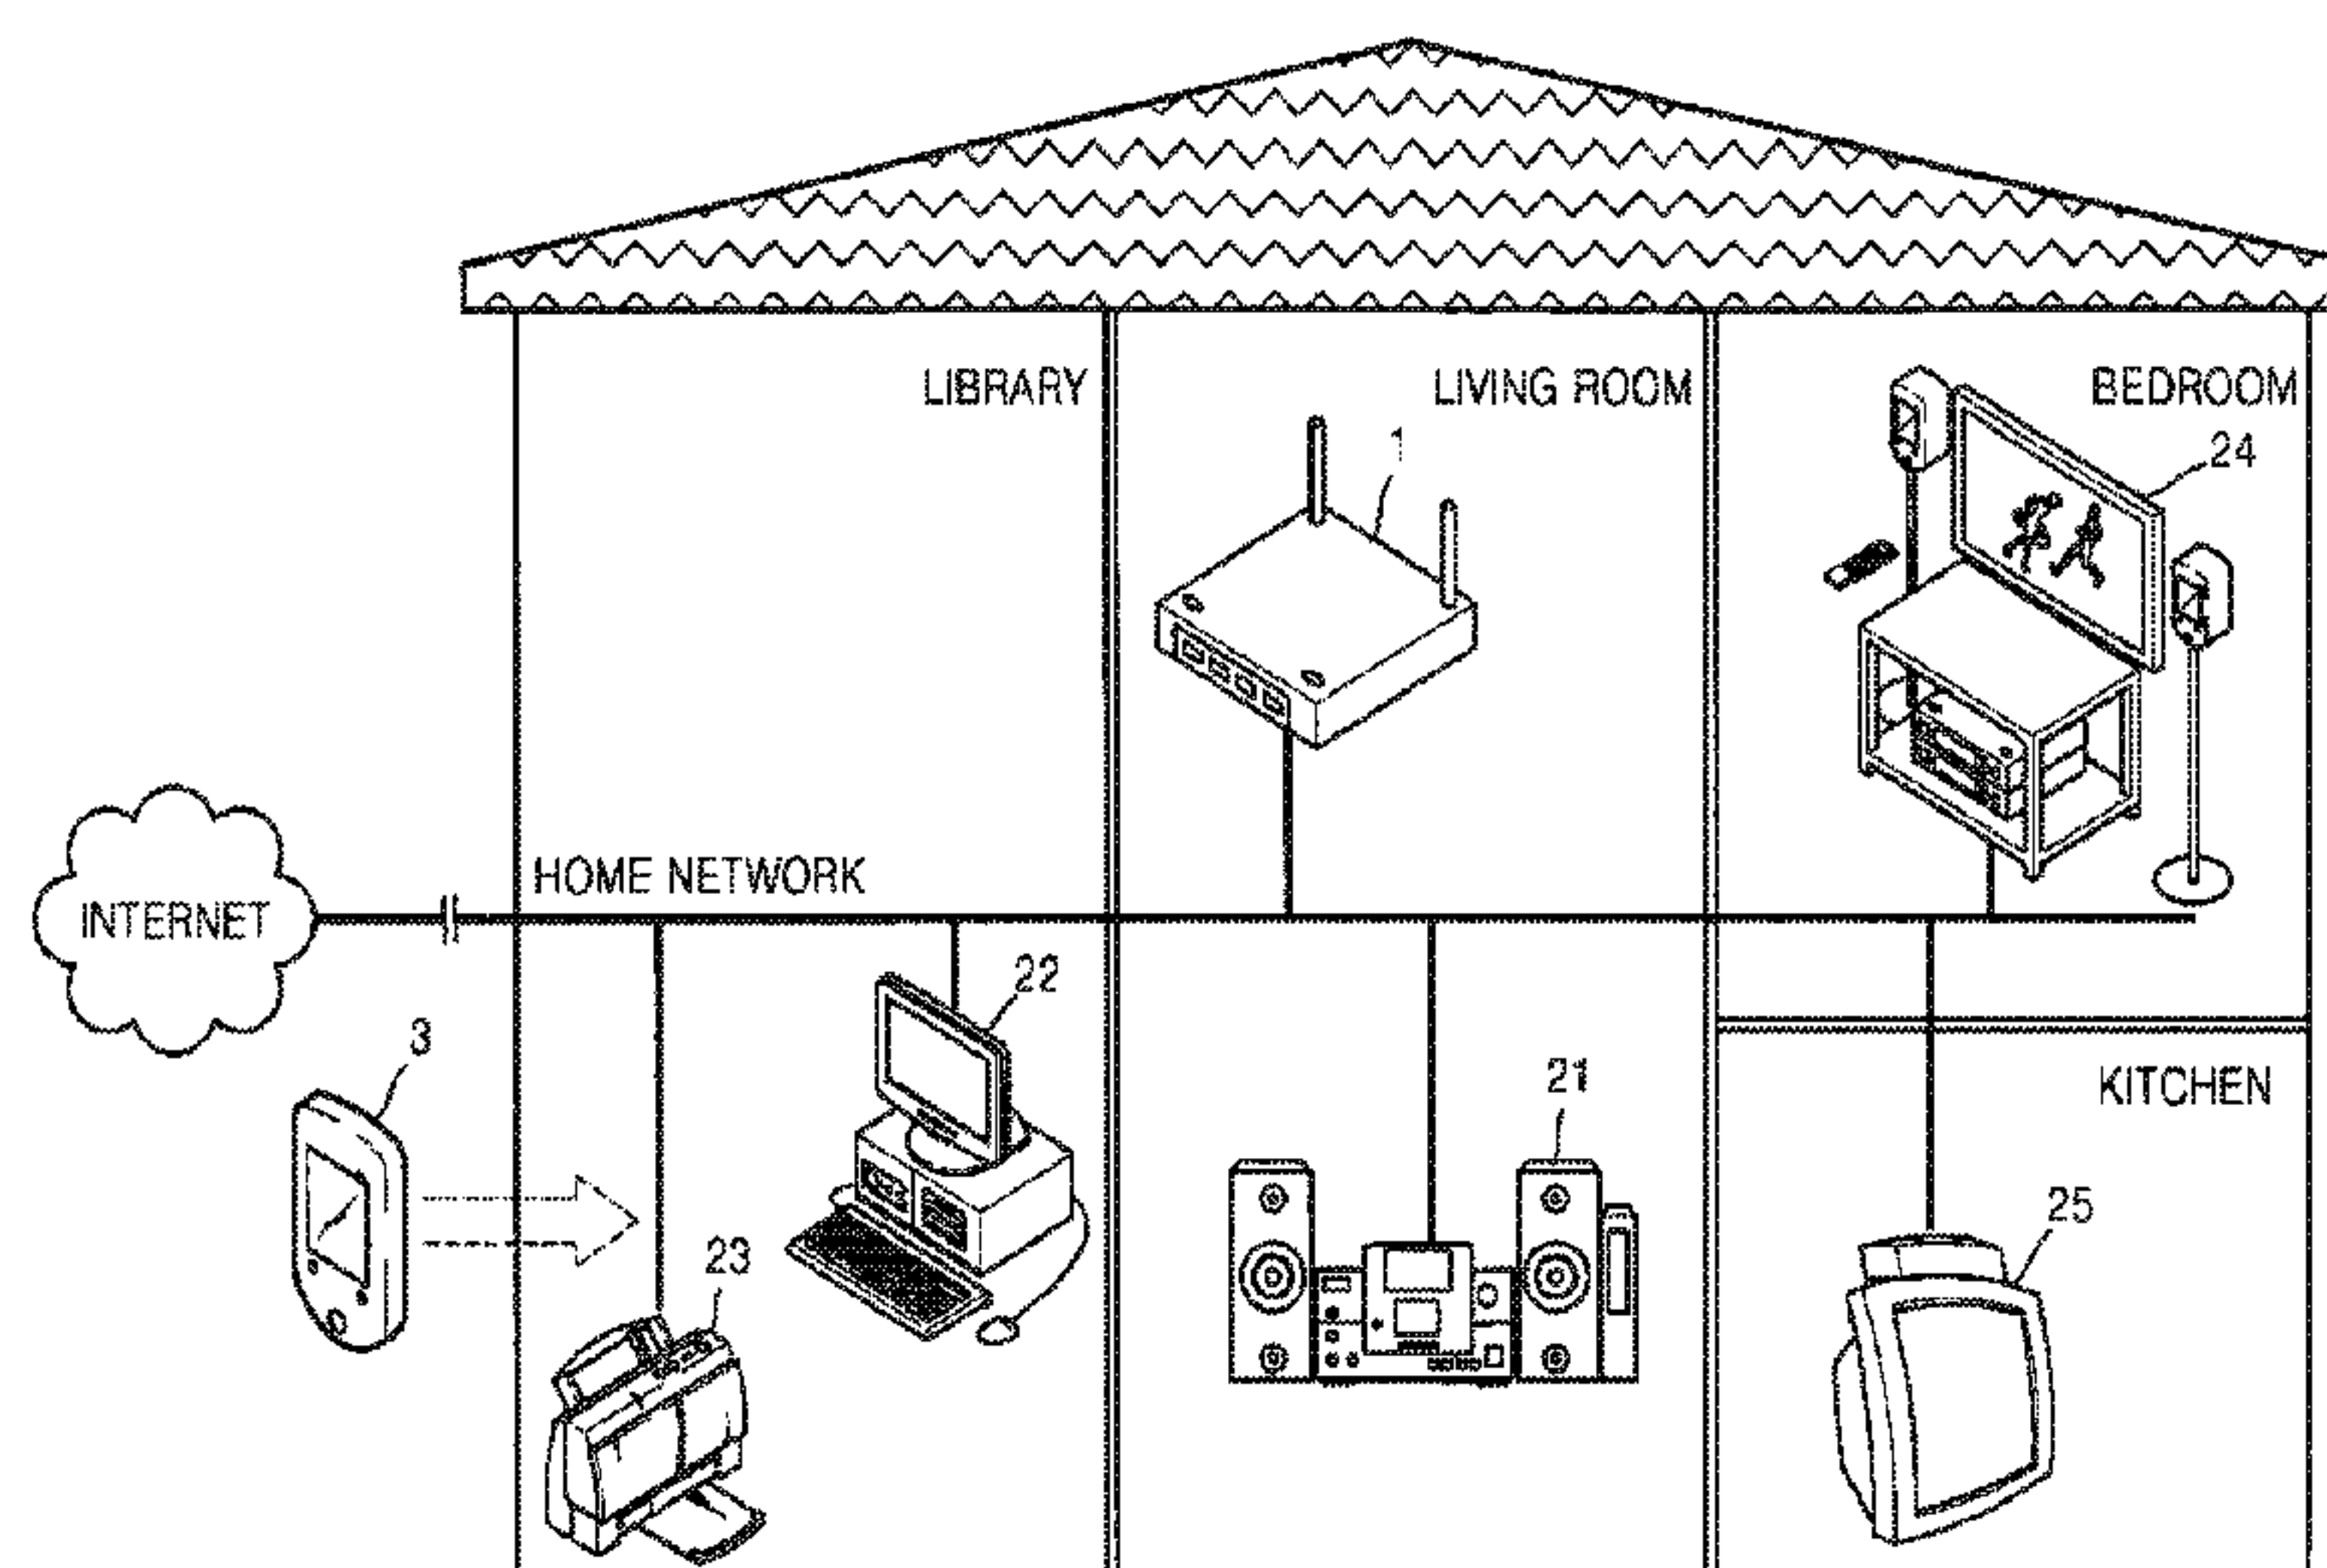 LIBRARY
LIVING ROOM
BEDROOM
1
24
HOME NETWORK
INTERNET
22
3
21
KITCHEN
25
23